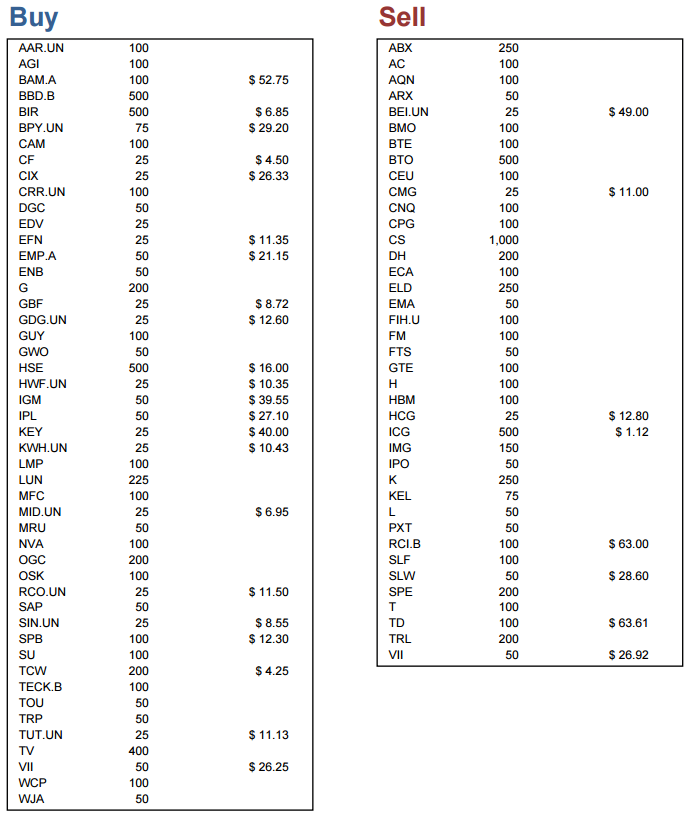 Buy
AAR.UN 100
AGI 100
BAM.A 100 $ 52.75
BBD.B 500
BIR 500 $ 6.85
BPY.UN 75 $ 29.20
CAM 100
CF 25 $ 4.50
CIX 25 $ 26.33
CRR.UN 100
DGC 50
EDV 25
EFN 25 $ 11.35
EMP.A 50 $ 21.15
ENB 50
G 200
GBF 25 $ 8.72
GDG.UN 25 $ 12.60
GUY 100
GWO 50
HSE 500 $ 16.00
HWF.UN 25 $ 10.35
IGM 50 $ 39.55
IPL 50 $ 27.10
KEY 25 $ 40.00
KWH.UN 25 $ 10.43
LMP 100
LUN 225
MFC 100
MID.UN 25 $ 6.95
MRU 50
NVA 100
OGC 200
OSK 100
RCO.UN 25 $ 11.50
SAP 50
SIN.UN 25 $ 8.55
SPB 100 $ 12.30
SU 100
TCW 200 $ 4.25
TECK.B 100
TOU 50
TRP 50
TUT.UN 25 $ 11.13
TV 400
VII 50 $ 26.25
WCP 100
WJA 50
Sell
ABX 250
AC 100
AQN 100
ARX 50
BEI.UN 25 $ 49.00
BMO 100
BTE 100
BTO 500
CEU 100
CMG 25 $ 11.00
CNQ 100
CPG 100
CS 1,000
DH 200
ECA 100
ELD 250
EMA 50
FIH.U 100
FM 100
FTS 50
GTE 100
H 100
HBM 100
HCG 25 $ 12.80
ICG 500 $ 1.12
IMG 150
IPO 50
K 250
KEL 75
L 50
PXT 50
RCI.B 100 $ 63.00
SLF 100
SLW 50 $ 28.60
SPE 200
T 100
TD 100 $ 63.61
TRL 200
VII 50 $ 26.92